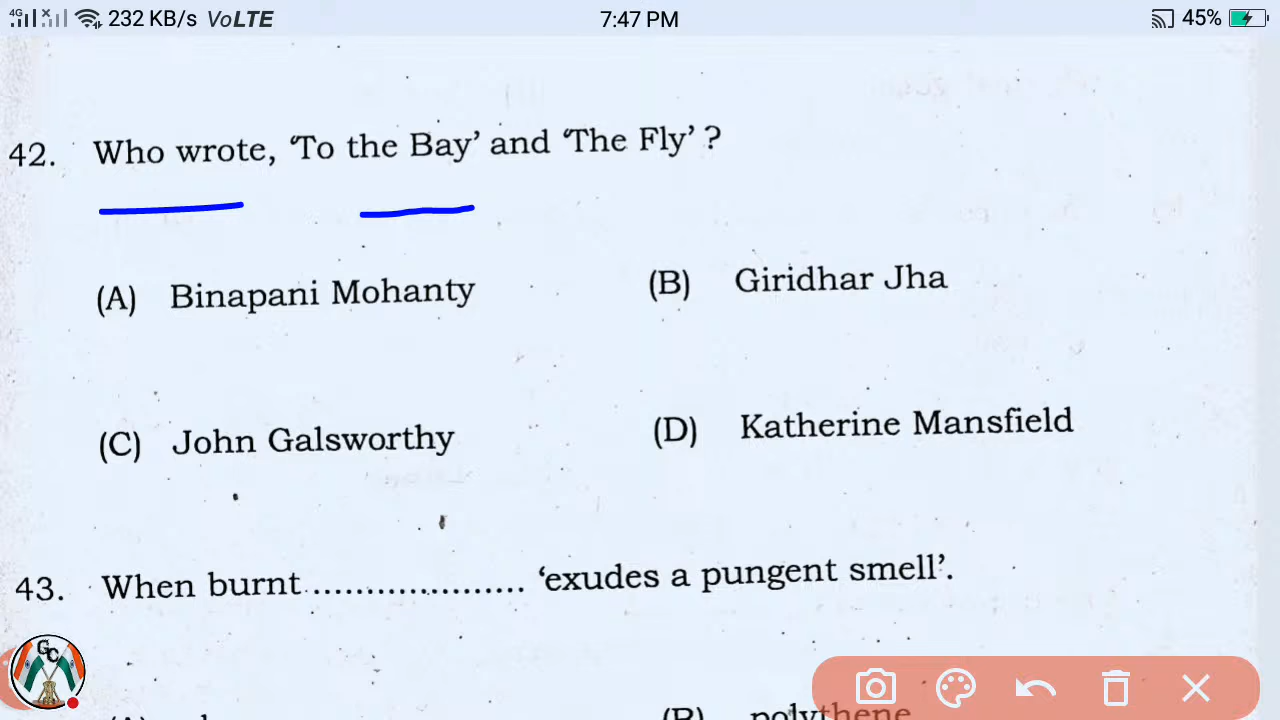 4G 232 KB/s VoLTE 7:47 PM 45%
42. Who wrote, ‘To the Bay’ and ‘The Fly’ ?
(A) Binapani Mohanty (B) Giridhar Jha
(C) John Galsworthy (D) Katherine Mansfield
43. When burnt .................... ‘exudes a pungent smell’.
GC
(B) polythene